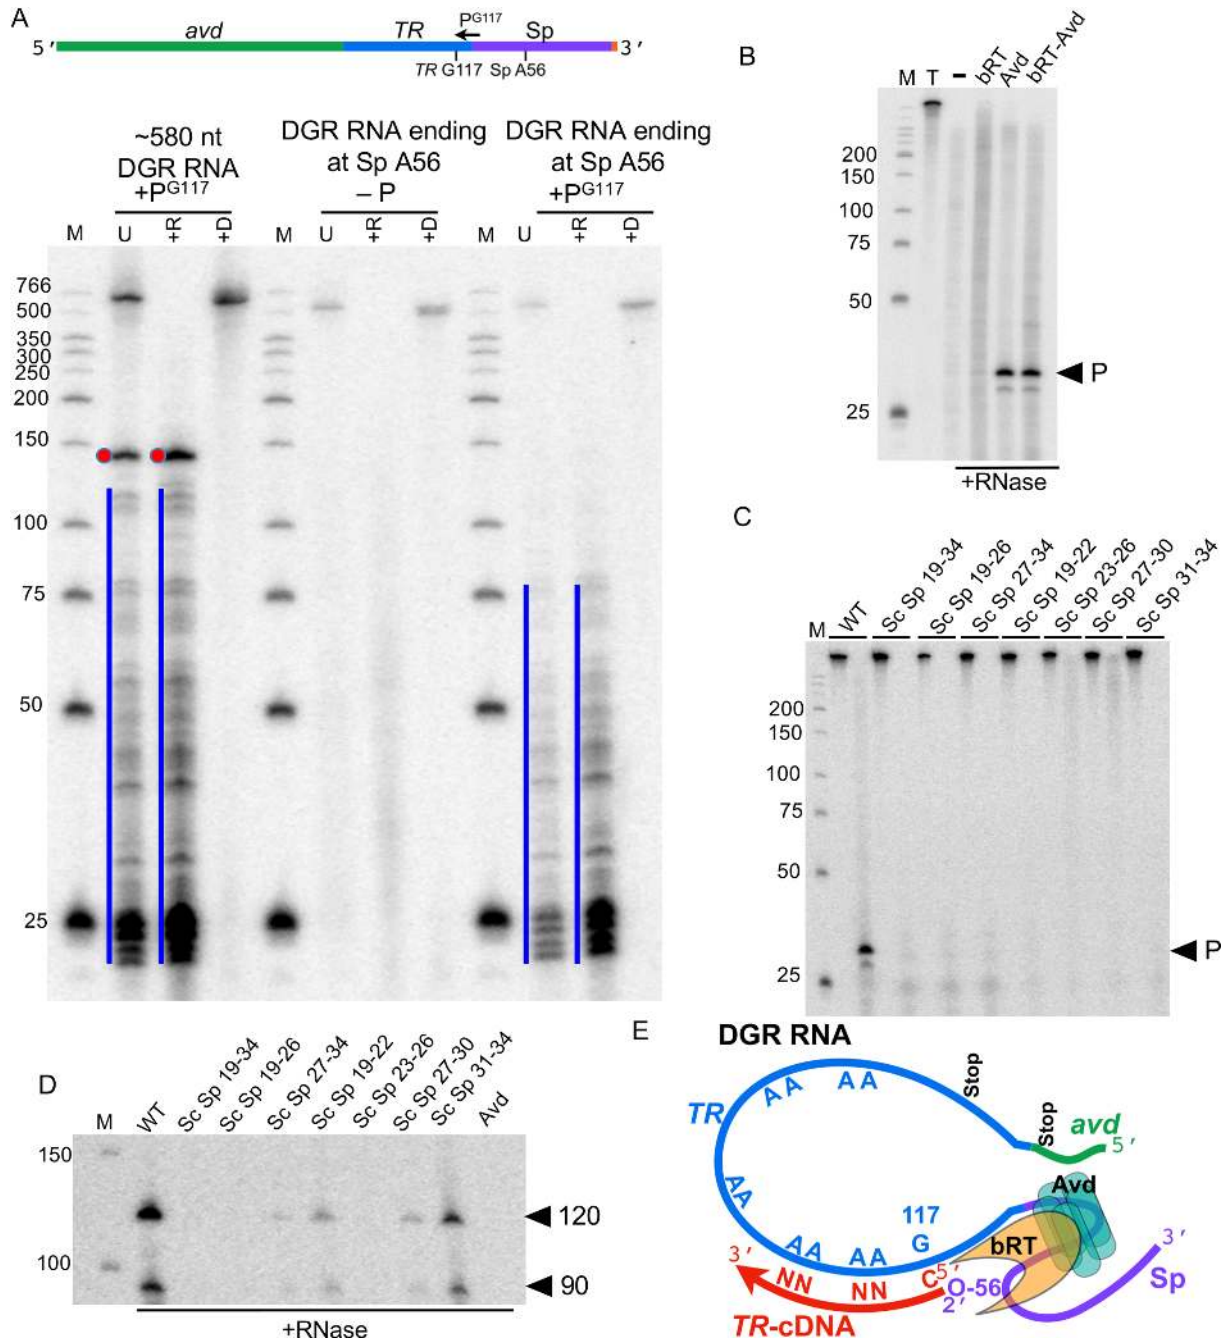 A
avd
TR
P^G117
Sp
5'
3'
TR G117
Sp A56
~580 nt
DGR RNA
+P^G117
DGR RNA ending
at Sp A56
– P
DGR RNA ending
at Sp A56
+P^G117
M U +R +D M U +R +D M U +R +D
766
500
350
300
250
200
150
100
75
50
25
B
M T – bRT Avd bRT-Avd
200
150
100
75
50
25
P
+RNase
C
M WT Sc Sp 19-34 Sc Sp 19-26 Sc Sp 27-34 Sc Sp 19-22 Sc Sp 23-26 Sc Sp 27-30 Sc Sp 31-34
200
150
100
75
50
25
P
D
M WT Sc Sp 19-34 Sc Sp 19-26 Sc Sp 27-34 Sc Sp 19-22 Sc Sp 23-26 Sc Sp 27-30 Sc Sp 31-34 Avd
150
100
120
90
+RNase
E
DGR RNA
AA AA
Stop
TR
Stop
avd
5'
Avd
AA
117
G
bRT
3'
AA AA
NN NN
C
5'
O-56
2'
Sp
3'
TR-cDNA